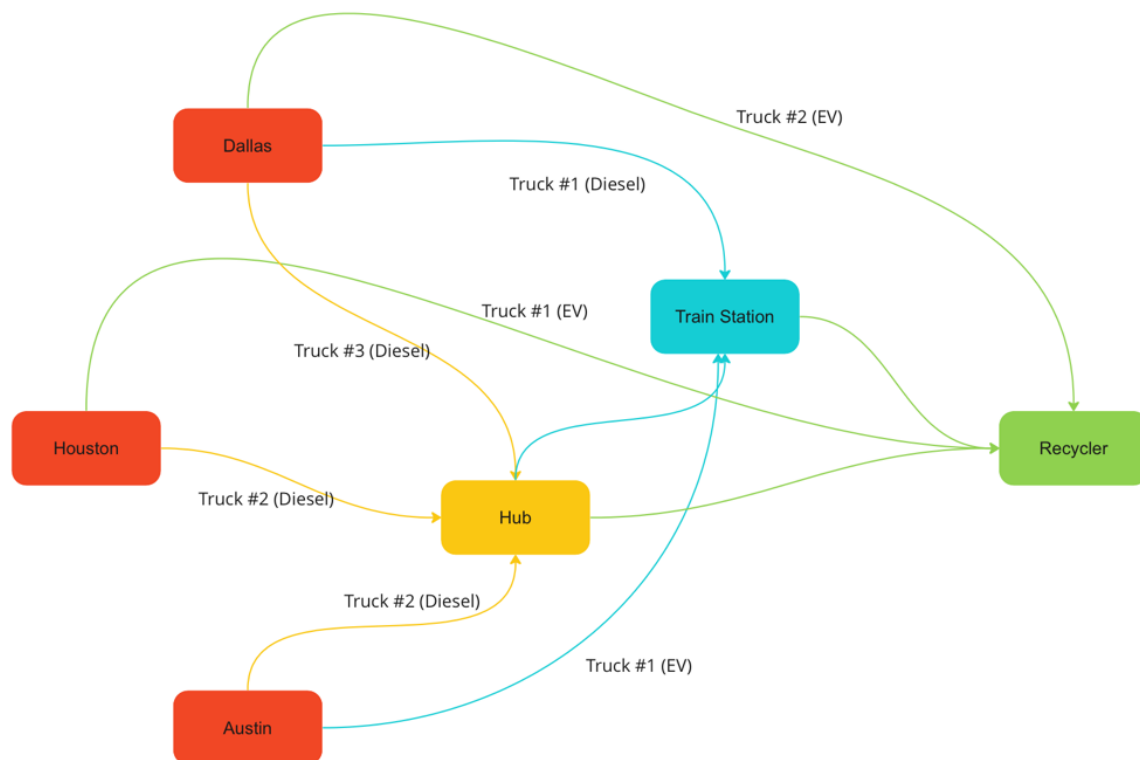 Truck #2 (EV)
Dallas
Truck #1 (Diesel)
Truck #1 (EV)
Train Station
Truck #3 (Diesel)
Houston
Recycler
Truck #2 (Diesel)
Hub
Truck #2 (Diesel)
Truck #1 (EV)
Austin